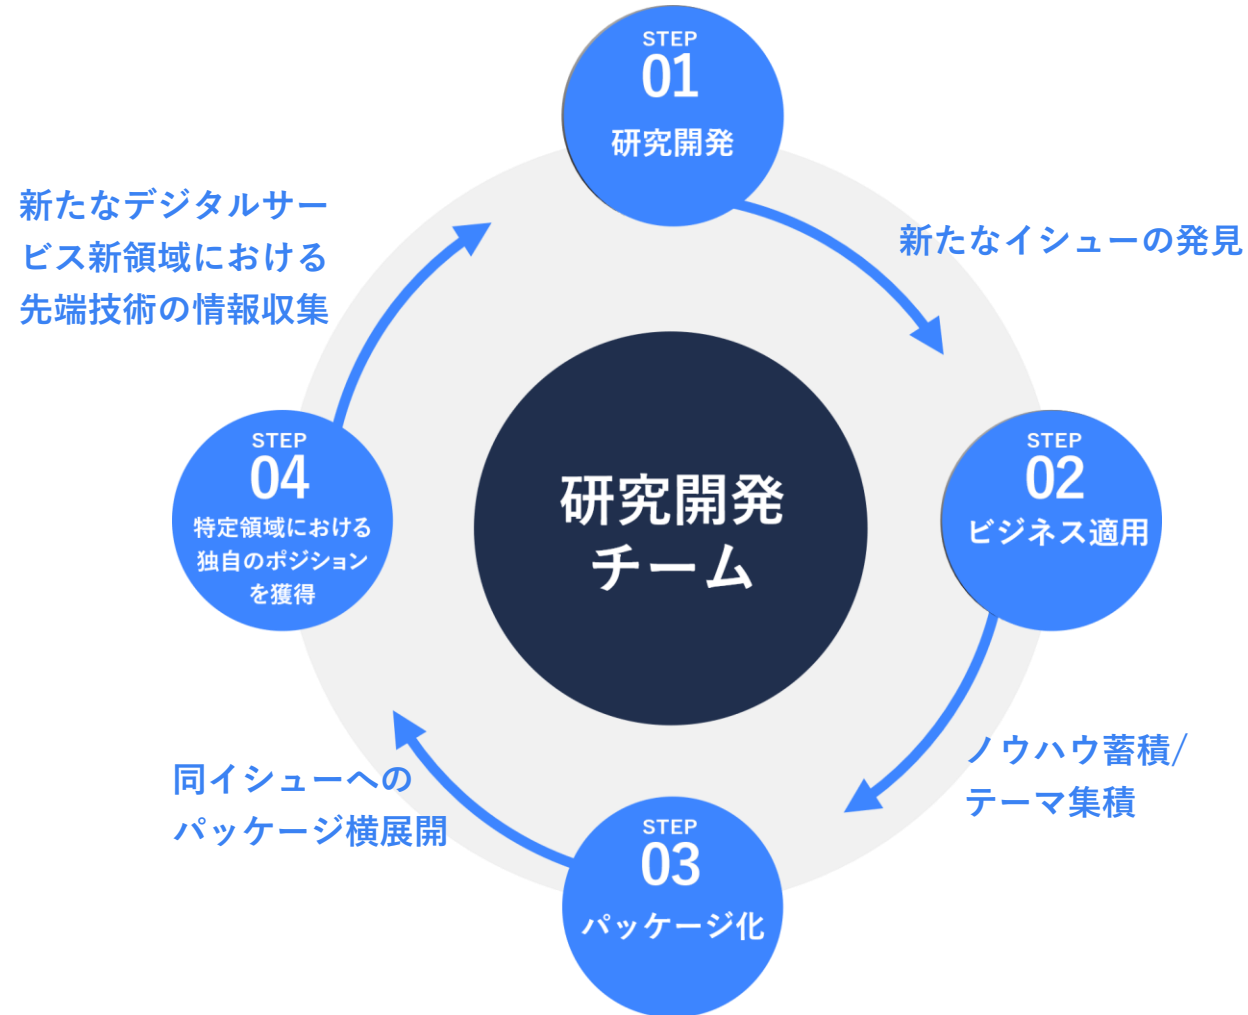 STEP
01
研究開発
新たなイシューの発見
STEP
02
ビジネス適用
ノウハウ蓄積/
テーマ集積
STEP
03
パッケージ化
同イシューへの
パッケージ横展開
STEP
04
特定領域における
独自のポジション
を獲得
新たなデジタルサー
ビス新領域における
先端技術の情報収集
研究開発
チーム